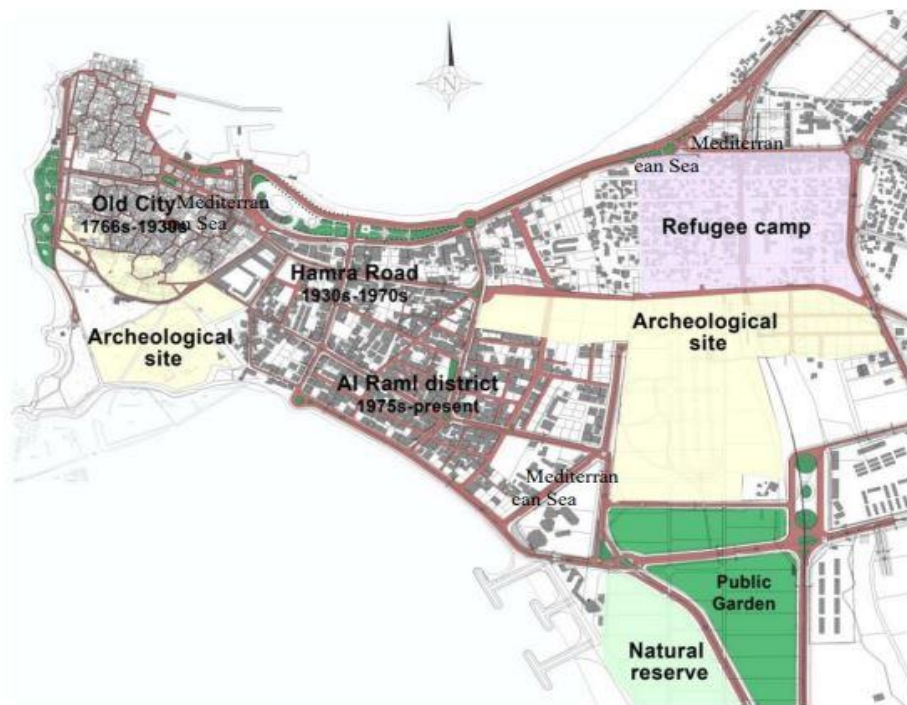 N
Mediterran
ean Sea
Old City
1766s-1930s
Mediterran
ean Sea
Refugee camp
Hamra Road
1930s-1970s
Archeological
site
Archeological
site
Al Raml district
1975s-present
Mediterran
ean Sea
Public
Garden
Natural
reserve